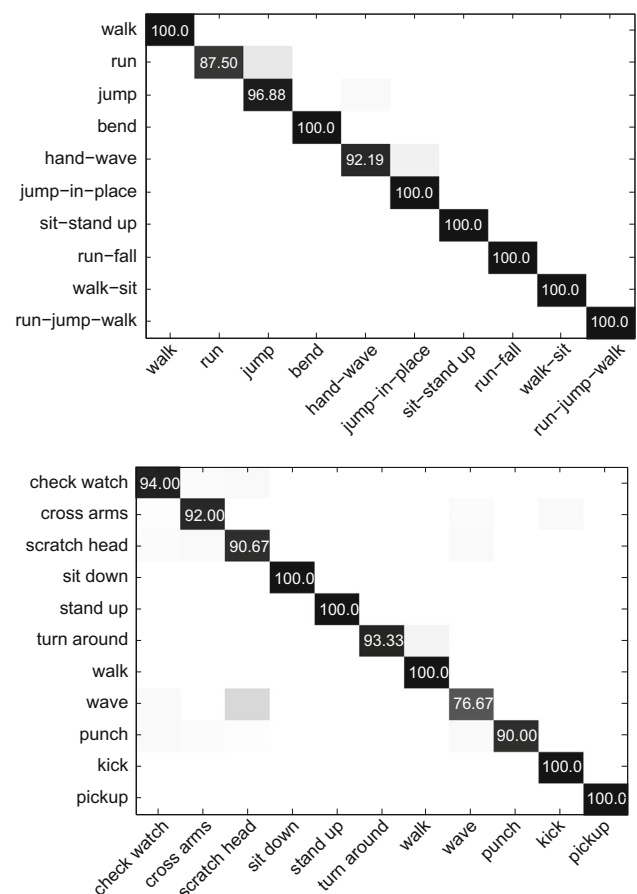 walk 100.0
run 87.50
jump 96.88
bend 100.0
hand−wave 92.19
jump−in−place 100.0
sit−stand up 100.0
run−fall 100.0
walk−sit 100.0
run−jump−walk 100.0
walk run jump bend hand−wave jump−in−place sit−stand up run−fall walk−sit run−jump−walk
check watch 94.00
cross arms 92.00
scratch head 90.67
sit down 100.0
stand up 100.0
turn around 93.33
walk 100.0
wave 76.67
punch 90.00
kick 100.0
pickup 100.0
check watch cross arms scratch head sit down stand up turn around walk wave punch kick pickup